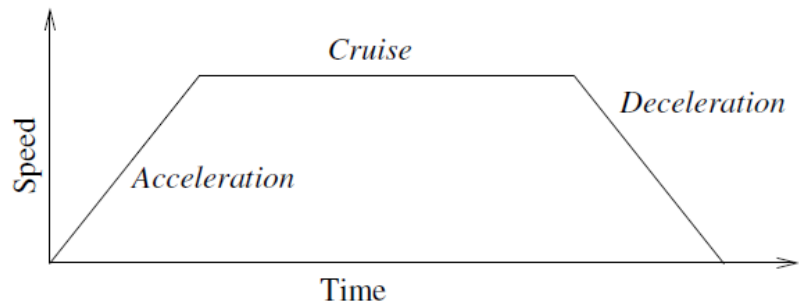 Cruise
Deceleration
Speed
Acceleration
Time